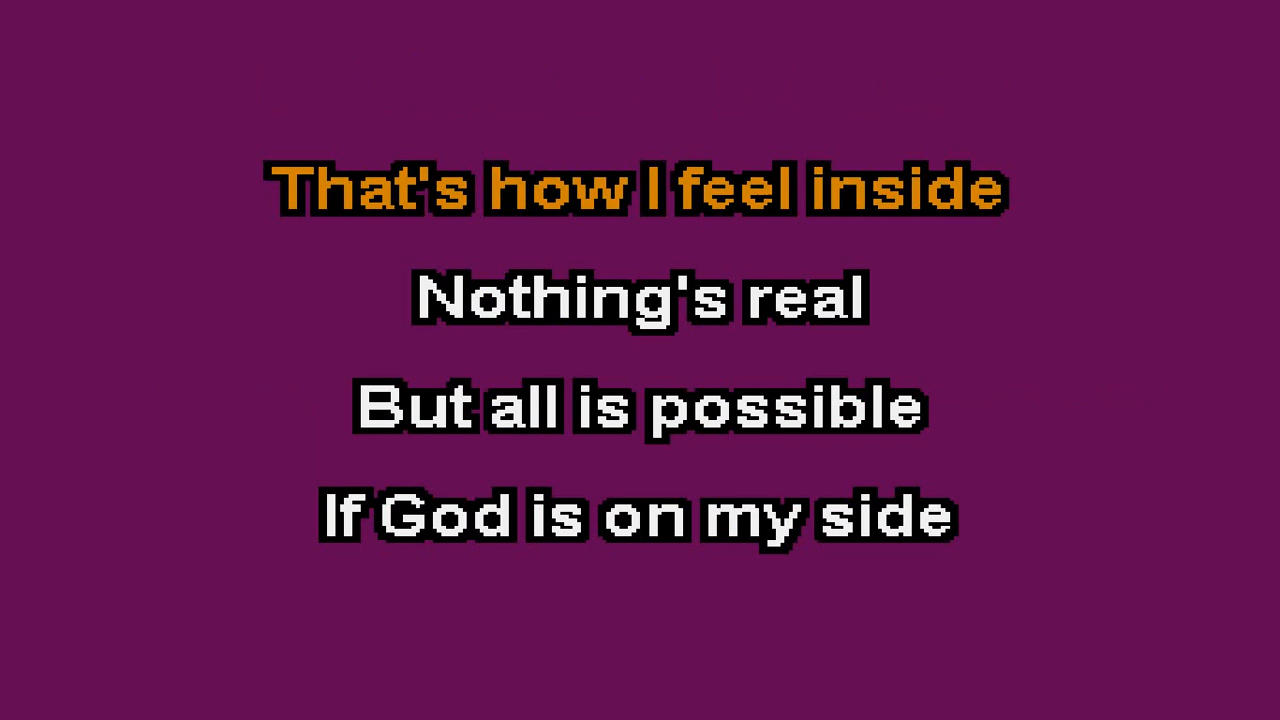 That's how I feel inside
Nothing's real
But all is possible
If God is on my side